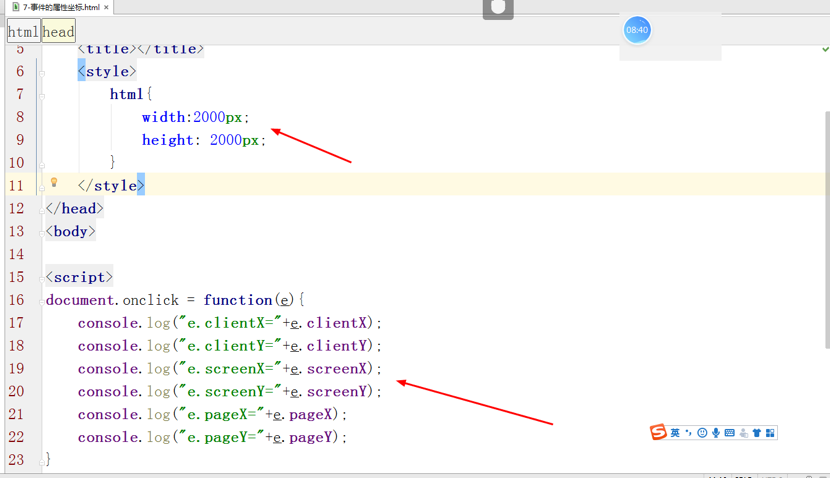 7-事件的属性坐标.html
html head
08:40
5 <title></title>
6 <style>
7 html{
8 width:2000px;
9 height: 2000px;
10 }
11 </style>
12 </head>
13 <body>
14
15 <script>
16 document.onclick = function(e){
17 console.log("e.clientX="+e.clientX);
18 console.log("e.clientY="+e.clientY);
19 console.log("e.screenX="+e.screenX);
20 console.log("e.screenY="+e.screenY);
21 console.log("e.pageX="+e.pageX);
22 console.log("e.pageY="+e.pageY);
英
23 }